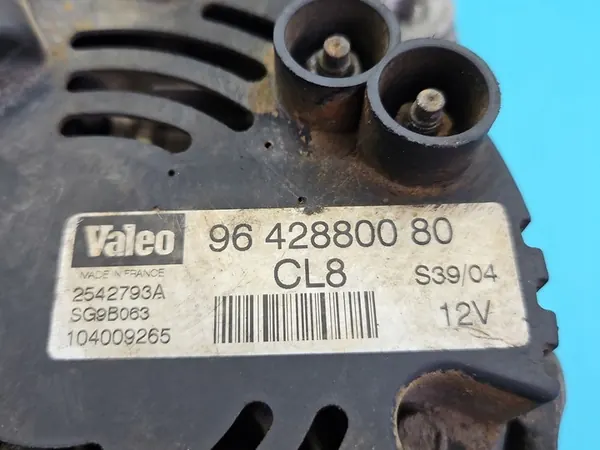 Valeo 96 428800 80
MADE IN FRANCE CL8 S39/04
2542793A
SG9B063 12V
104009265